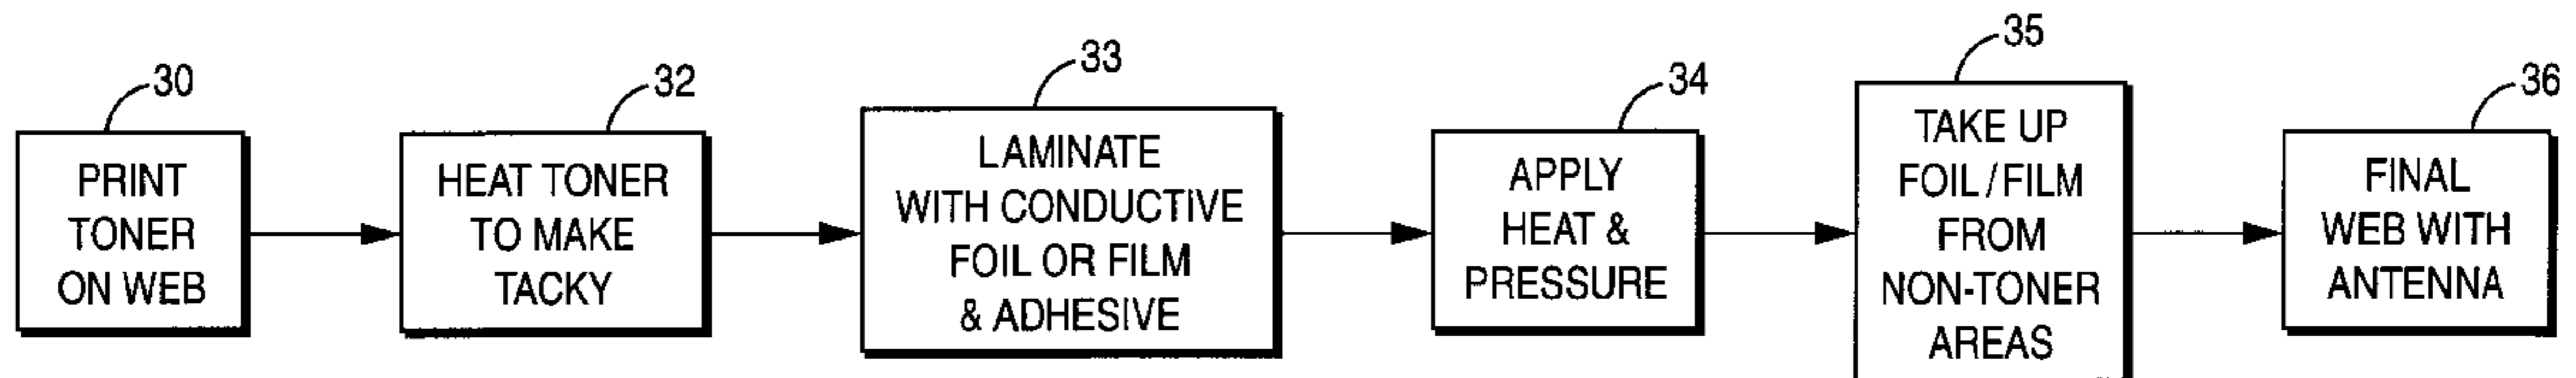 30
PRINT
TONER
ON WEB
32
HEAT TONER
TO MAKE
TACKY
33
LAMINATE
WITH CONDUCTIVE
FOIL OR FILM
& ADHESIVE
34
APPLY
HEAT &
PRESSURE
35
TAKE UP
FOIL/FILM
FROM
NON-TONER
AREAS
36
FINAL
WEB WITH
ANTENNA